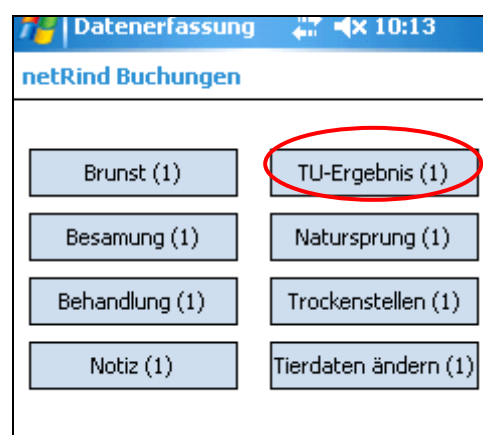 Datenerfassung 10:13
netRind Buchungen
Brunst (1) TU-Ergebnis (1)
Besamung (1) Natursprung (1)
Behandlung (1) Trockenstellen (1)
Notiz (1) Tierdaten ändern (1)